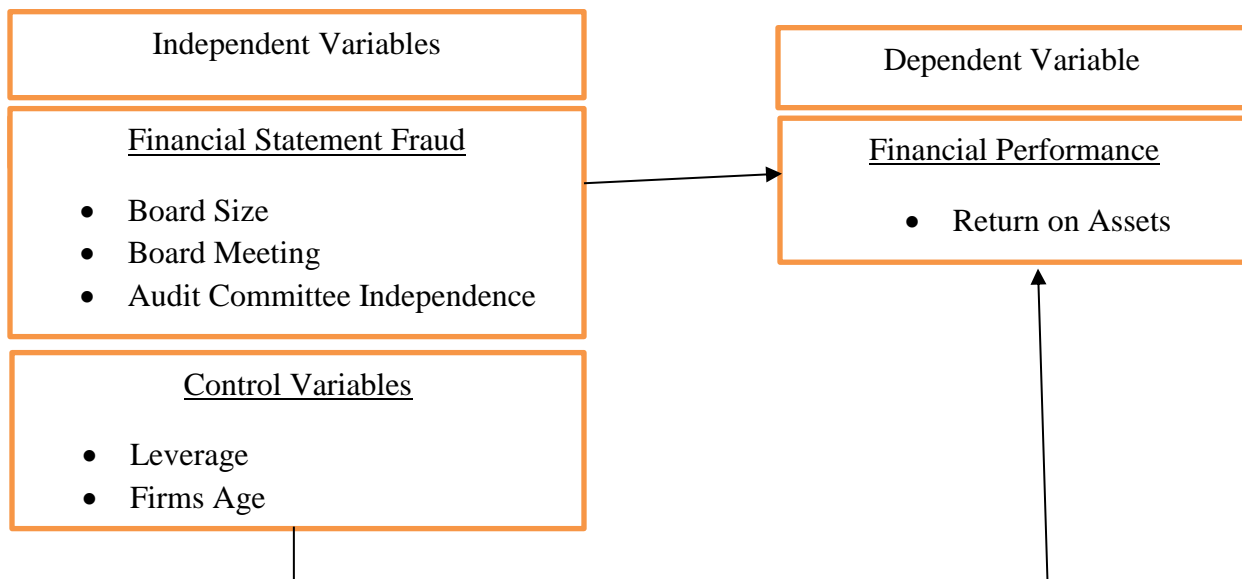 Independent Variables
Dependent Variable
Financial Statement Fraud
• Board Size
• Board Meeting
• Audit Committee Independence
Financial Performance
• Return on Assets
Control Variables
• Leverage
• Firms Age